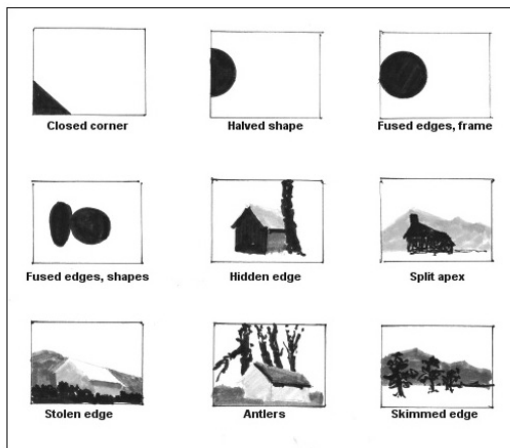 Closed corner
Halved shape
Fused edges, frame
Fused edges, shapes
Hidden edge
Split apex
Stolen edge
Antlers
Skimmed edge